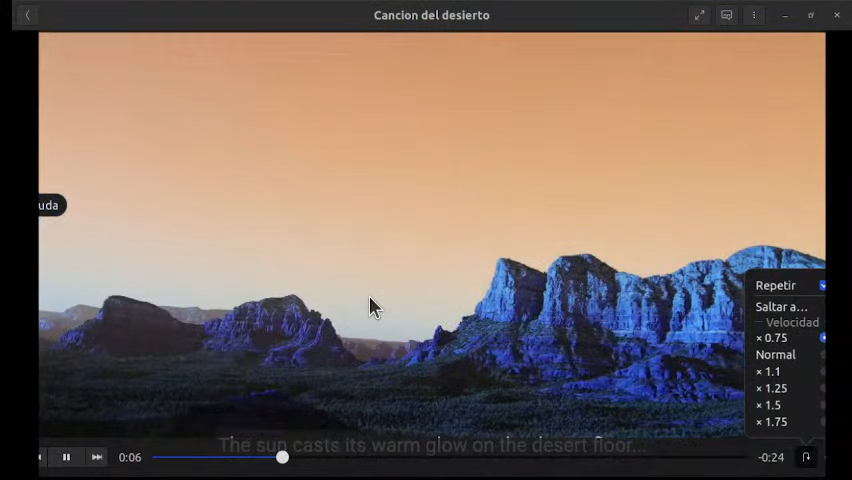 Cancion del desierto
uda
Repetir
Saltar a...
Velocidad
× 0.75
Normal
× 1.1
× 1.25
× 1.5
× 1.75
The sun casts its warm glow on the desert floor...
0:06
-0:24